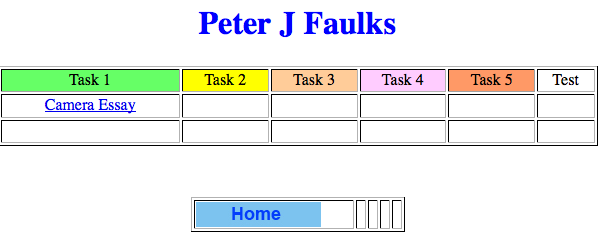 Peter J Faulks
Task 1 Task 2 Task 3 Task 4 Task 5 Test
Camera Essay
Home